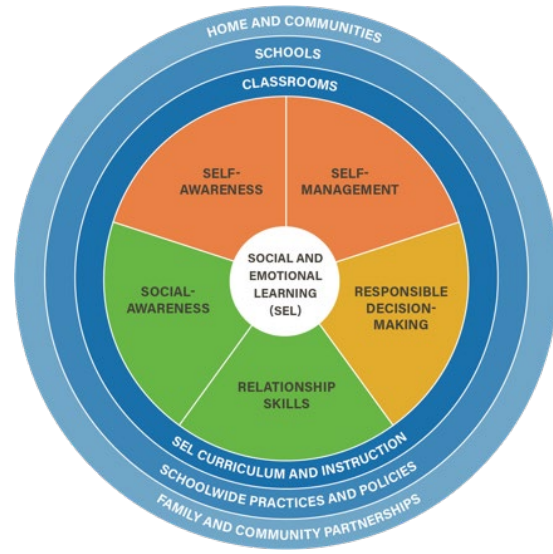 HOME AND COMMUNITIES
SCHOOLS
CLASSROOMS
SELF-
AWARENESS
SELF-
MANAGEMENT
SOCIAL AND
EMOTIONAL
LEARNING
(SEL)
SOCIAL-
AWARENESS
RESPONSIBLE
DECISION-
MAKING
RELATIONSHIP
SKILLS
SEL CURRICULUM AND INSTRUCTION
SCHOOLWIDE PRACTICES AND POLICIES
FAMILY AND COMMUNITY PARTNERSHIPS